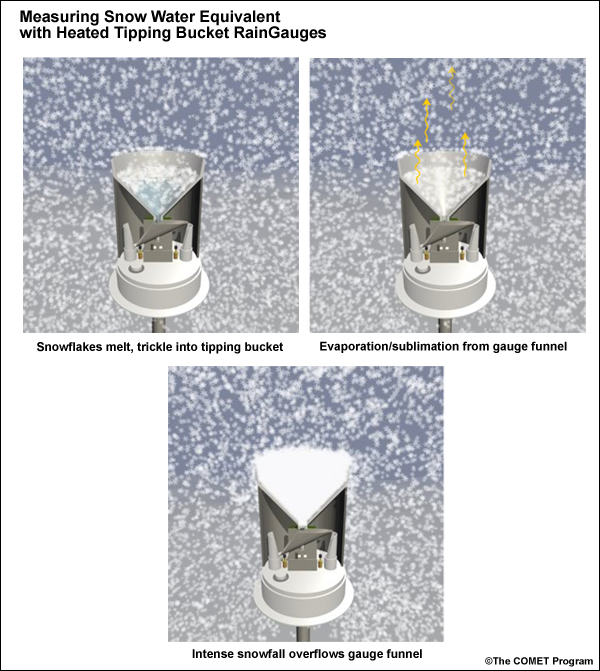 Measuring Snow Water Equivalent
with Heated Tipping Bucket RainGauges
Snowflakes melt, trickle into tipping bucket
Evaporation/sublimation from gauge funnel
Intense snowfall overflows gauge funnel
©The COMET Program